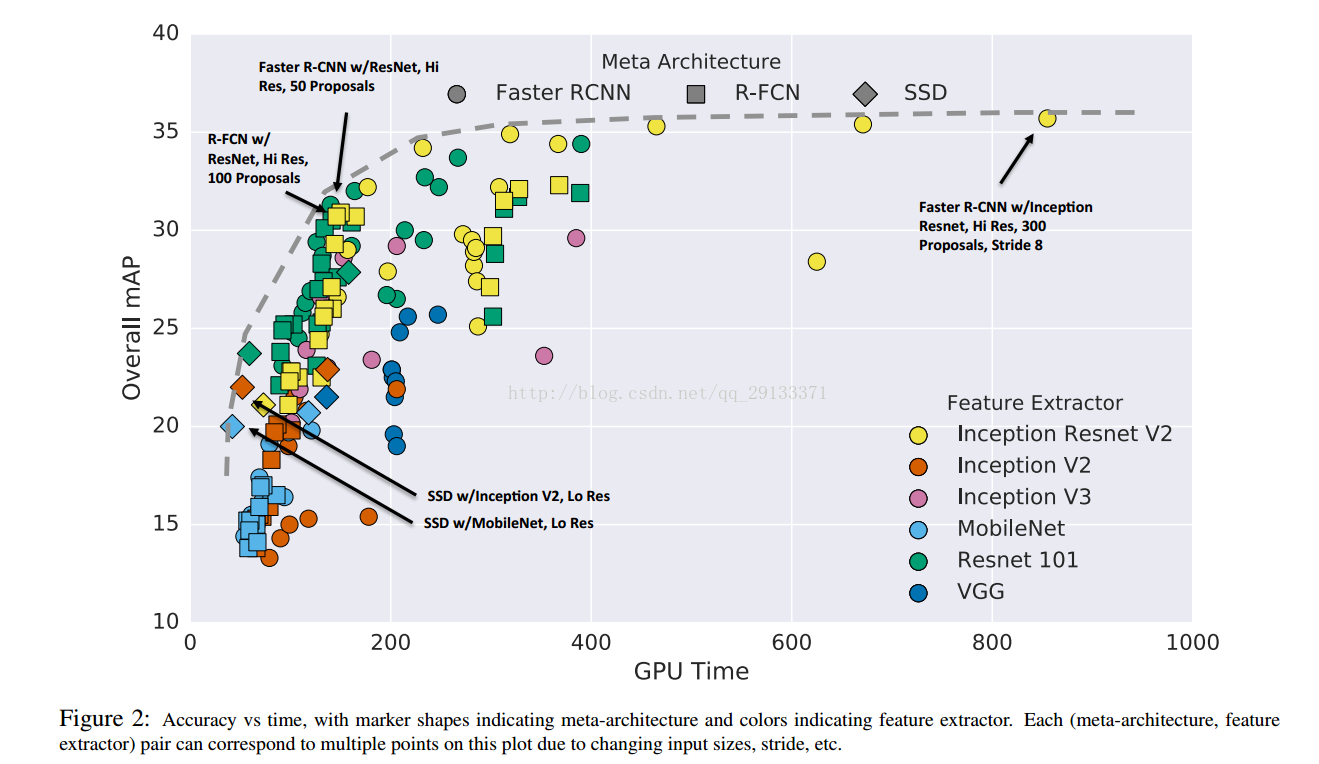 40
35
30
25
20
15
10
Overall mAP
0
200
400
600
800
1000
GPU Time
Meta Architecture
Faster RCNN
R-FCN
SSD
Faster R-CNN w/ResNet, Hi
Res, 50 Proposals
R-FCN w/
ResNet, Hi Res,
100 Proposals
Faster R-CNN w/Inception
Resnet, Hi Res, 300
Proposals, Stride 8
http://blog.csdn.net/qq_29133371
SSD w/Inception V2, Lo Res
SSD w/MobileNet, Lo Res
Feature Extractor
Inception Resnet V2
Inception V2
Inception V3
MobileNet
Resnet 101
VGG
Figure 2: Accuracy vs time, with marker shapes indicating meta-architecture and colors indicating feature extractor. Each (meta-architecture, feature
extractor) pair can correspond to multiple points on this plot due to changing input sizes, stride, etc.